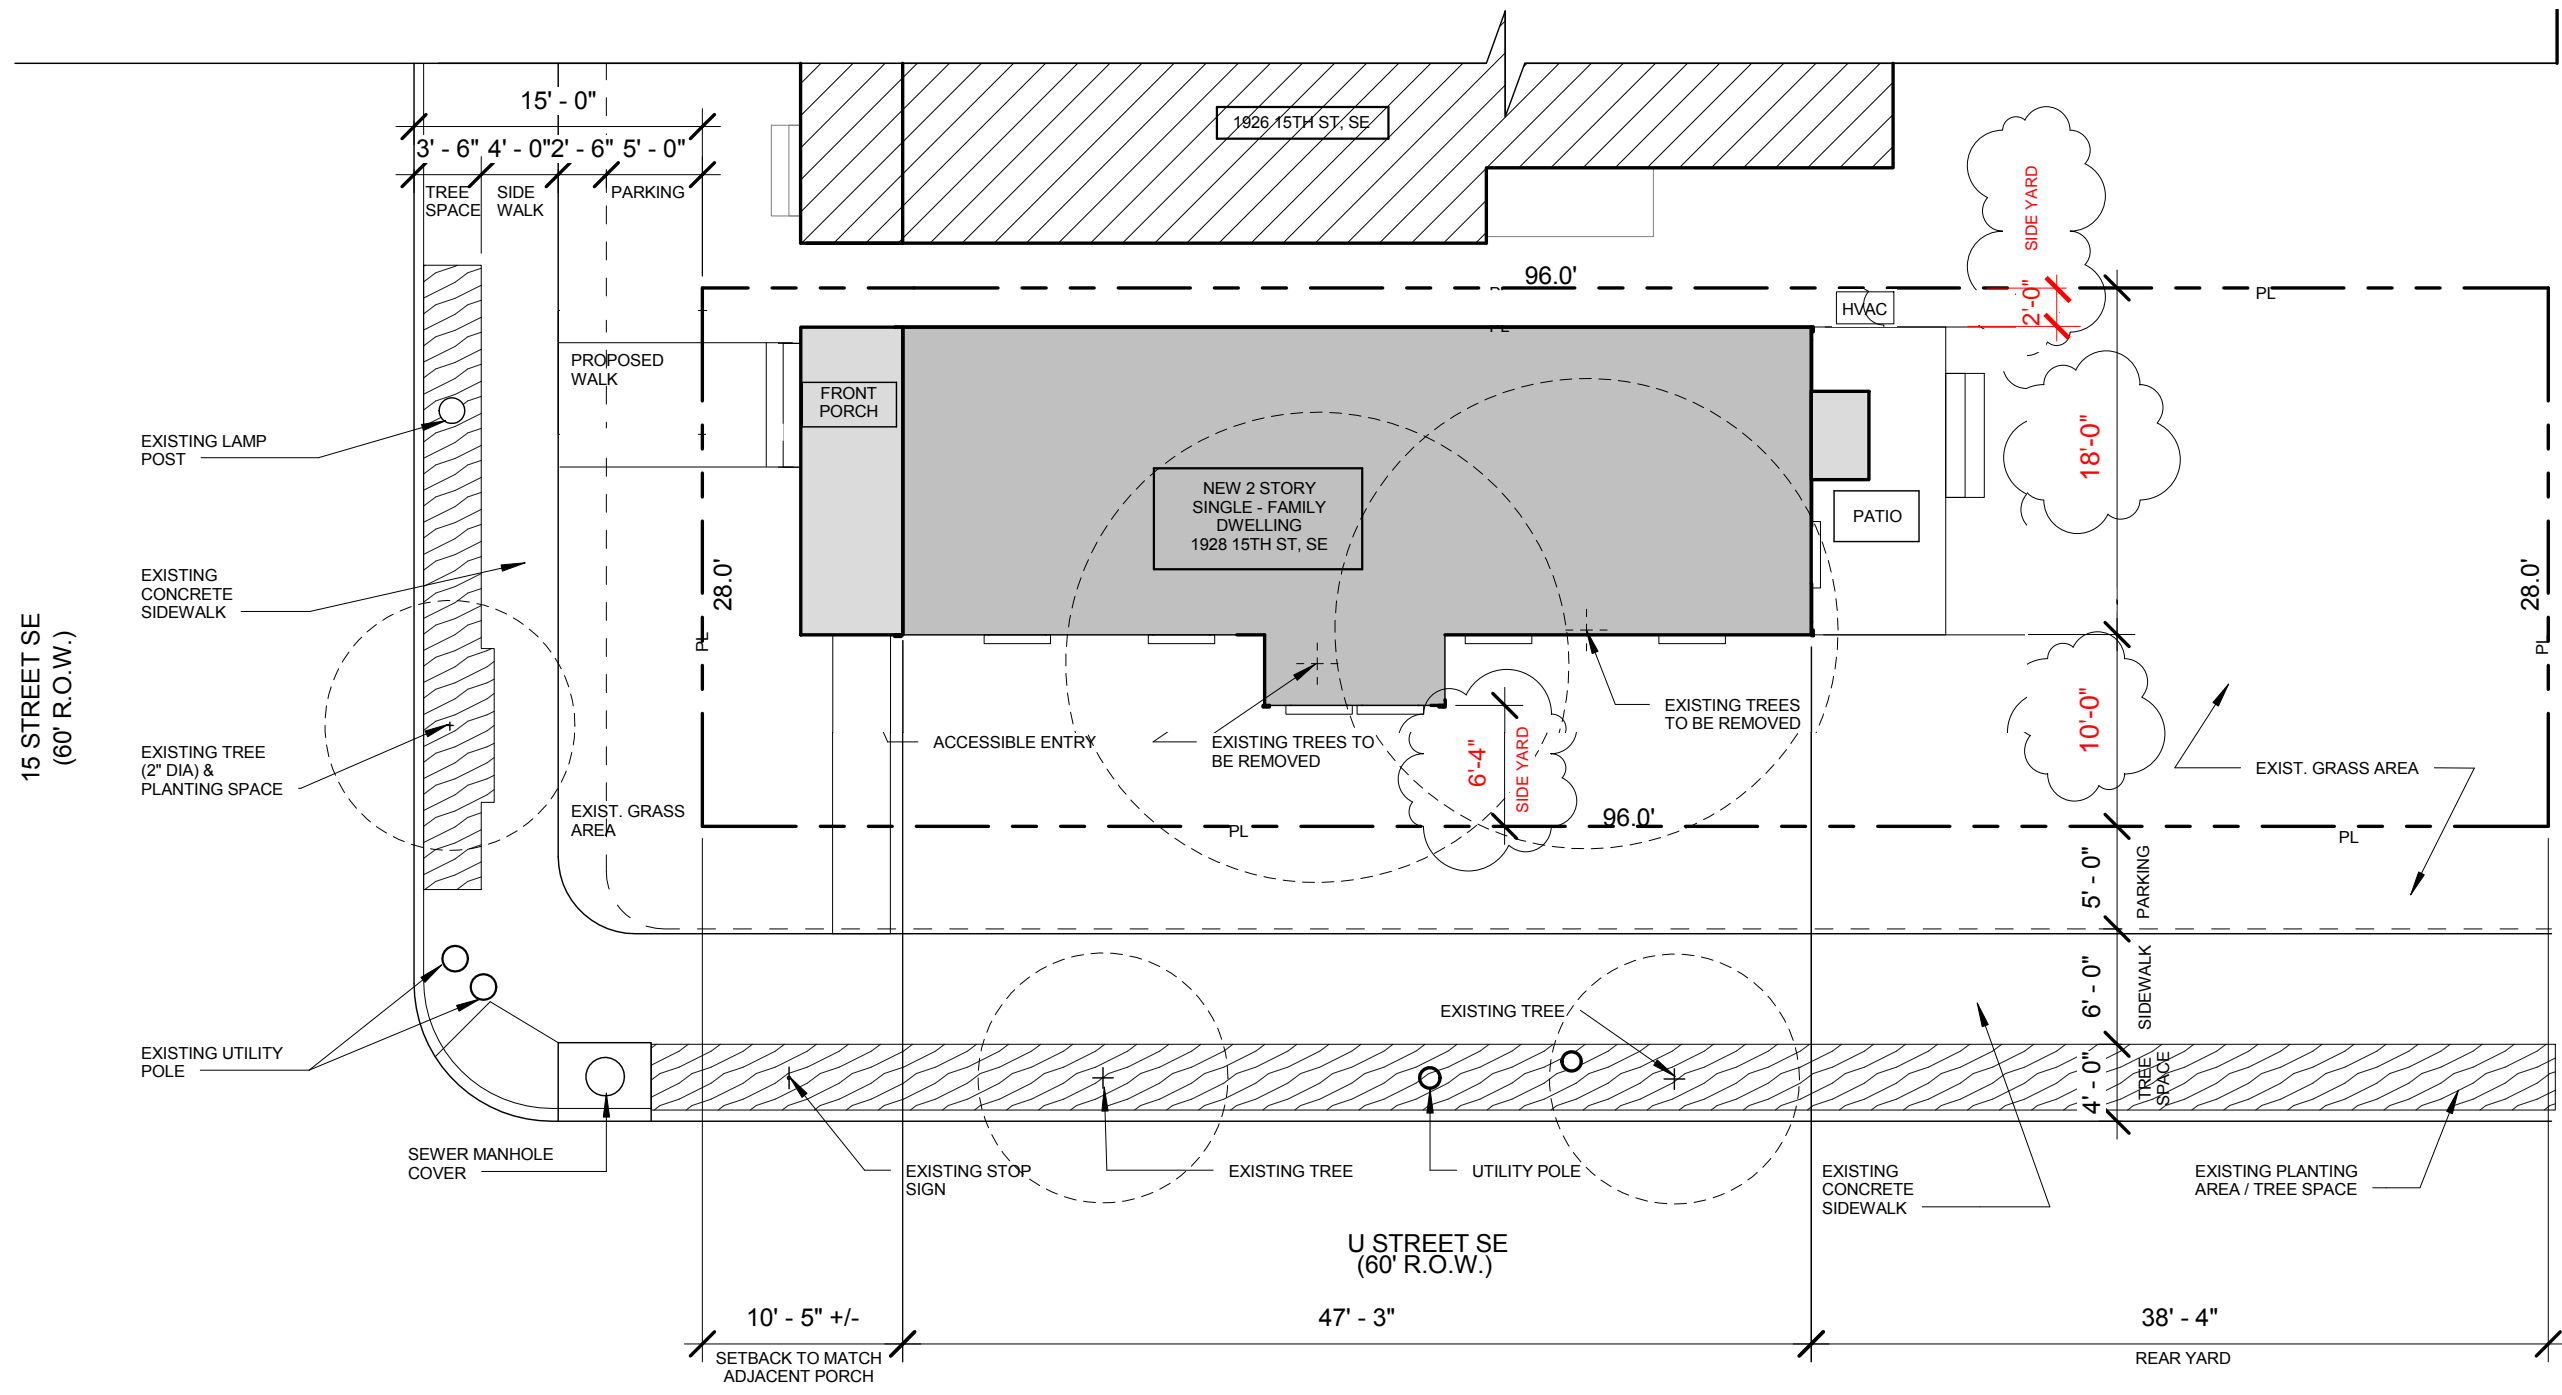 1926 15TH ST, SE
15' - 0"
3' - 6" 4' - 0" 2' - 6" 5' - 0"
TREE
SPACE
SIDE
WALK
PARKING
SIDE YARD
2'-0"
96.0'
PL
PL
HVAC
PL
PROPOSED
WALK
FRONT
PORCH
EXISTING LAMP
POST
18'-0"
NEW 2 STORY
SINGLE - FAMILY
DWELLING
1928 15TH ST, SE
PATIO
EXISTING
CONCRETE
SIDEWALK
28.0'
PL
28.0'
PL
15 STREET SE
(60' R.O.W.)
EXISTING TREE
(2" DIA) &
PLANTING SPACE
ACCESSIBLE ENTRY
EXISTING TREES TO
BE REMOVED
EXISTING TREES
TO BE REMOVED
6'-4"
SIDE YARD
10'-0"
EXIST. GRASS AREA
EXIST. GRASS
AREA
96.0'
PL
PL
5' - 0"
PARKING
6' - 0"
SIDEWALK
4' - 0"
TREE
SPACE
EXISTING TREE
EXISTING UTILITY
POLE
SEWER MANHOLE
COVER
EXISTING STOP
SIGN
EXISTING TREE
UTILITY POLE
EXISTING
CONCRETE
SIDEWALK
EXISTING PLANTING
AREA / TREE SPACE
U STREET SE
(60' R.O.W.)
10' - 5" +/-
47' - 3"
38' - 4"
SETBACK TO MATCH
ADJACENT PORCH
REAR YARD